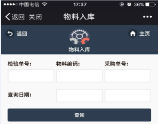 中国电信 17:37 38%
返回 关闭 物料入库
返回 主页
物料入库
检验单号: 物料编码: 采购单号:
查询日期:
查询